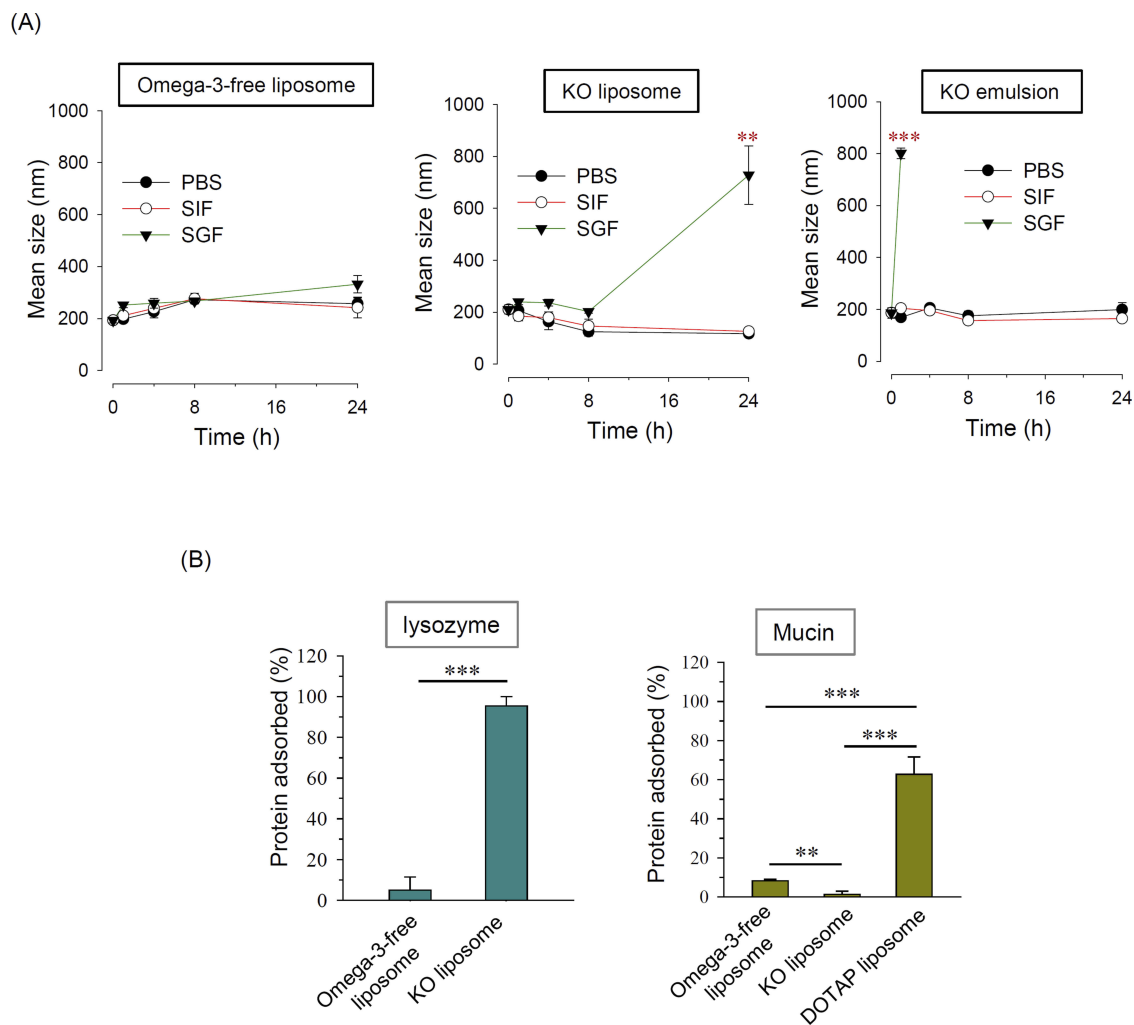 (A)
Omega-3-free liposome
KO liposome
KO emulsion
Mean size (nm)
1000
800
600
400
200
0
PBS
SIF
SGF
0
8
24
Time (h)
Mean size (nm)
1000
800
600
400
200
0
**
PBS
SIF
SGF
0
8
24
Time (h)
Mean size (nm)
1000
800
600
400
200
0
***
PBS
SIF
SGF
0
8
24
Time (h)
(B)
lysozyme
Protein adsorbed (%)
120
100
80
60
40
20
0
***
Omega-3-free
liposome
KO liposome
Mucin
Protein adsorbed (%)
120
100
80
60
40
20
0
***
***
**
Omega-3-free
liposome
KO liposome
DOTAP liposome